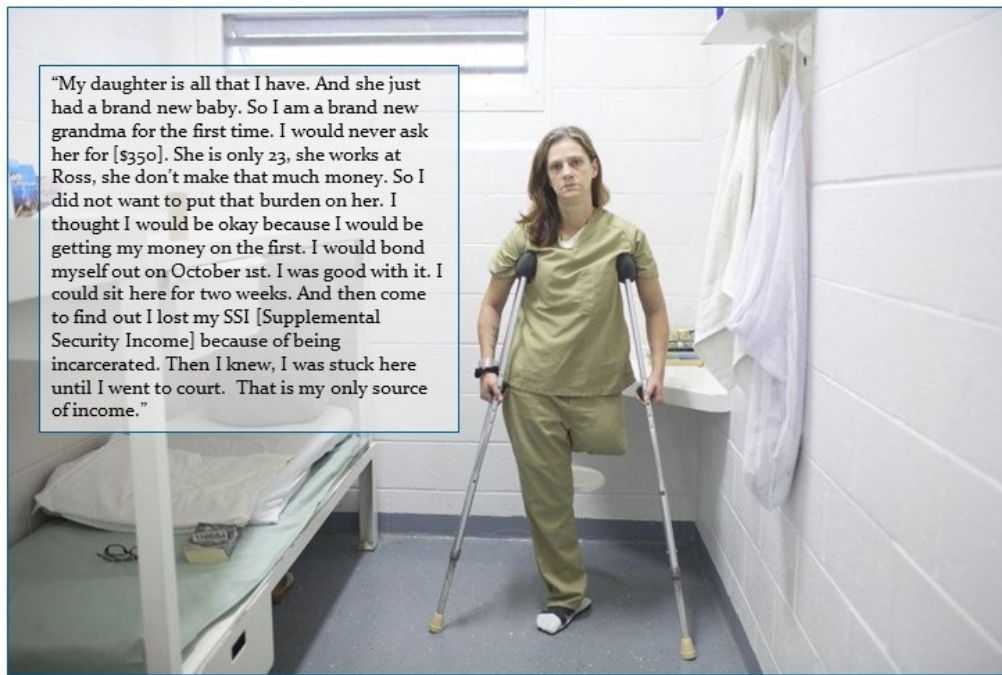 “My daughter is all that I have. And she just
had a brand new baby. So I am a brand new
grandma for the first time. I would never ask
her for [$350]. She is only 23, she works at
Ross, she don’t make that much money. So I
did not want to put that burden on her. I
thought I would be okay because I would be
getting my money on the first. I would bond
myself out on October 1st. I was good with it. I
could sit here for two weeks. And then come
to find out I lost my SSI [Supplemental
Security Income] because of being
incarcerated. Then I knew, I was stuck here
until I went to court.  That is my only source
of income.”